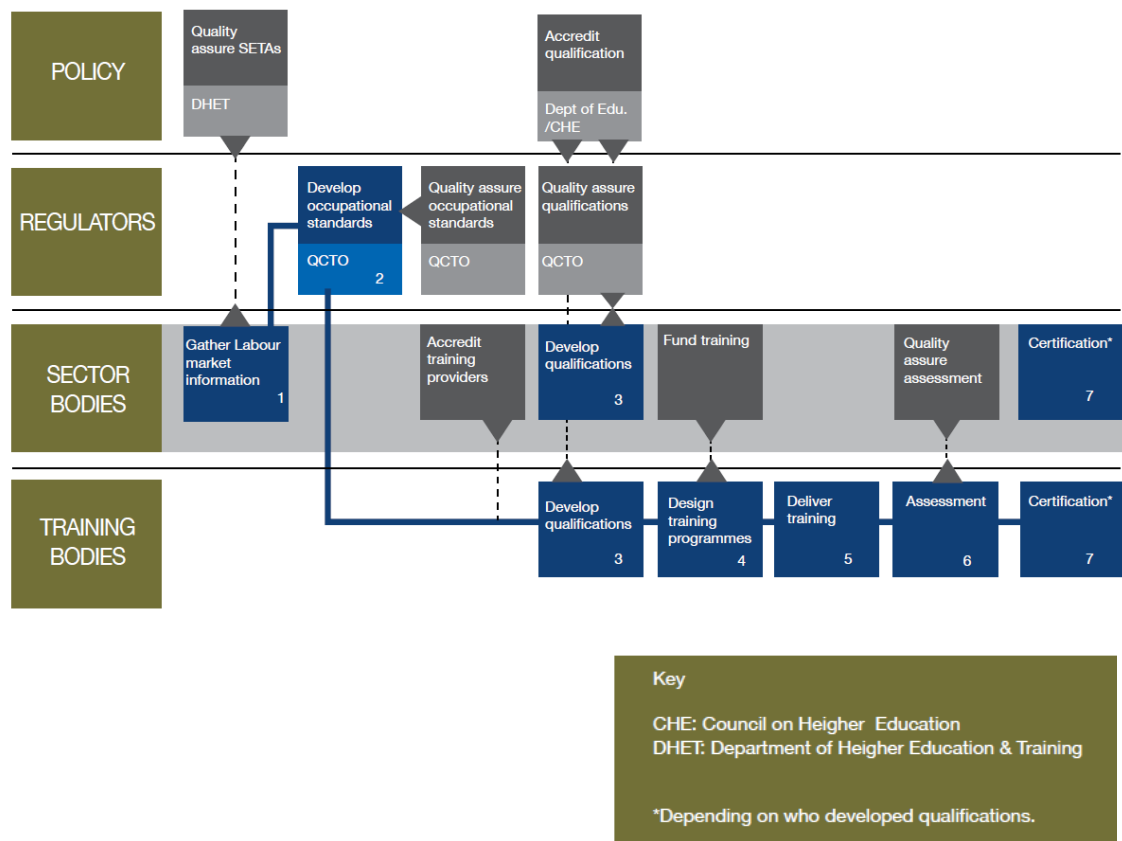 POLICY
Quality
assure SETAs
DHET
Accredit
qualification
Dept of Edu.
/CHE
REGULATORS
Develop
occupational
standards
QCTO
2
Quality assure
occupational
standards
QCTO
Quality assure
qualifications
QCTO
SECTOR
BODIES
Gather Labour
market
information
1
Accredit
training
providers
Develop
qualifications
3
Fund training
Quality
assure
assessment
Certification*
7
TRAINING
BODIES
Develop
qualifications
3
Design
training
programmes
4
Deliver
training
5
Assessment
6
Certification*
7
Key
CHE: Council on Heigher Education
DHET: Department of Heigher Education & Training
*Depending on who developed qualifications.